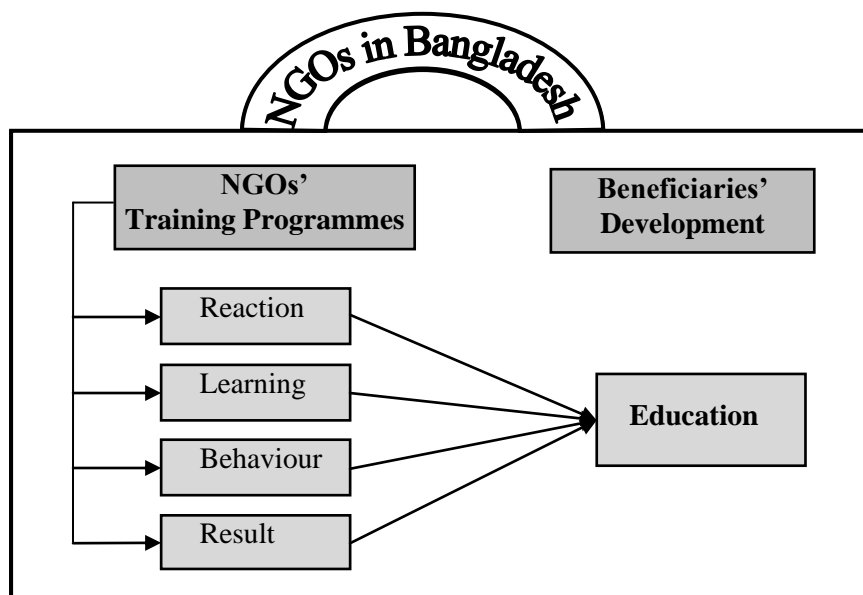 NGOs in Bangladesh
NGOs’
Training Programmes
Beneficiaries’
Development
Reaction
Learning
Behaviour
Result
Education